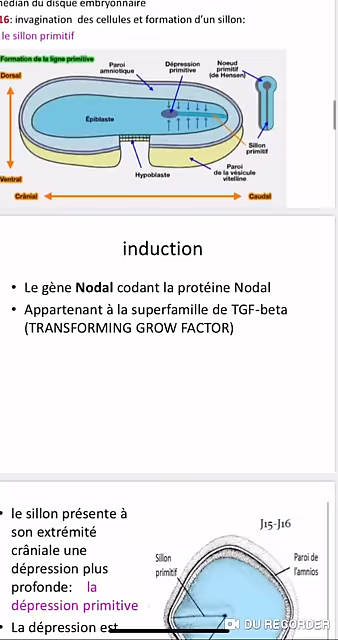 médian du disque embryonnaire
16: invagination des cellules et formation d'un sillon:
le sillon primitif
Formation de la ligne primitive
Dorsal
Paroi
amniotique
Dépression
primitive
Noeud
primitif
(de Hensen)
Épiblaste
Sillon
primitif
Hypoblaste
Paroi
de la vésicule
vitelline
Ventral
Crânial
Caudal
induction
• Le gène Nodal codant la protéine Nodal
• Appartenant à la superfamille de TGF-beta
(TRANSFORMING GROW FACTOR)
• le sillon présente à
son extrémité
crâniale une
dépression plus
profonde: la
dépression primitive
• La dépression est
J15-J16
Sillon
primitif
Paroi de
l'amnios
DU RECORDER